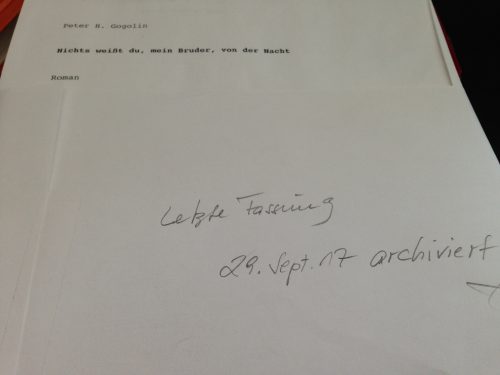 Peter H. Gogolin
Nichts weißt du, mein Bruder, von der Nacht
Roman
Letzte Fassung
29. Sept. 17 archiviert